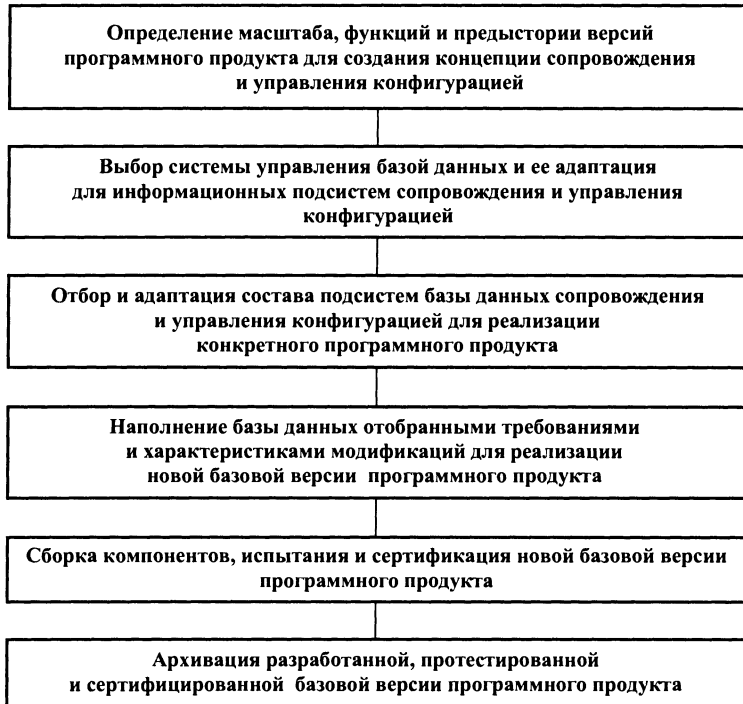 Определение масштаба, функций и предыстории версий
программного продукта для создания концепции сопровождения
и управления конфигурацией
Выбор системы управления базой данных и ее адаптация
для информационных подсистем сопровождения и управления
конфигурацией
Отбор и адаптация состава подсистем базы данных сопровождения
и управления конфигурацией для реализации
конкретного программного продукта
Наполнение базы данных отобранными требованиями
и характеристиками модификаций для реализации
новой базовой версии программного продукта
Сборка компонентов, испытания и сертификация новой базовой версии
программного продукта
Архивация разработанной, протестированной
и сертифицированной базовой версии программного продукта